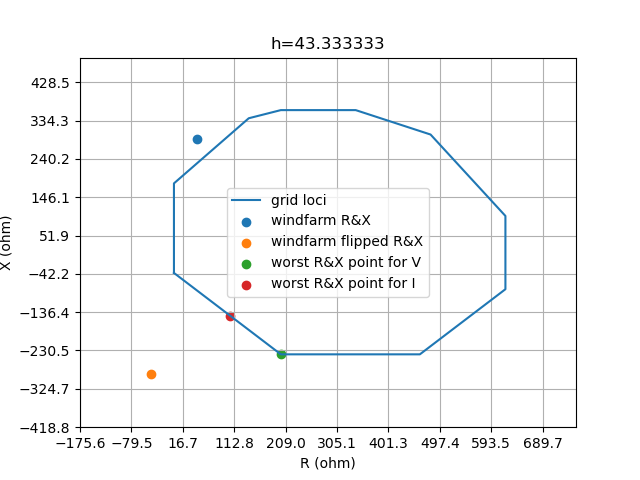 h=43.333333
428.5
334.3
240.2
146.1
51.9
−42.2
−136.4
−230.5
−324.7
−418.8
X (ohm)
grid loci
windfarm R&X
windfarm flipped R&X
worst R&X point for V
worst R&X point for I
−175.6 −79.5 16.7 112.8 209.0 305.1 401.3 497.4 593.5 689.7
R (ohm)